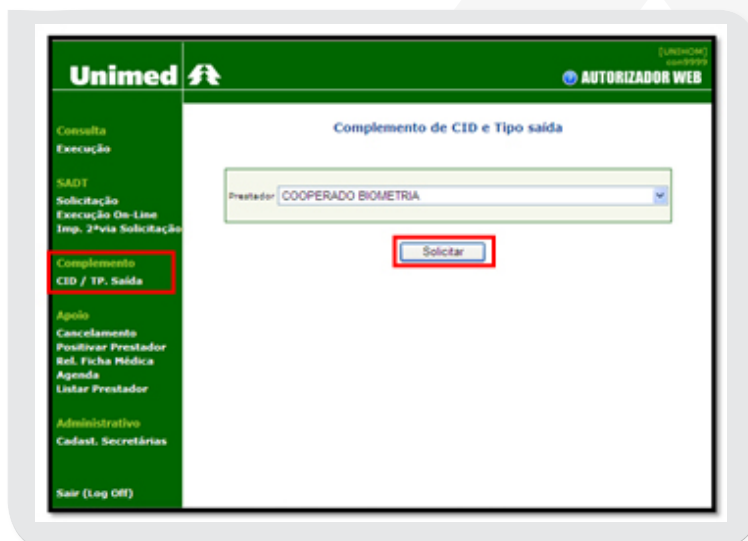 Unimed
[UNIHOM]
con9999
AUTORIZADOR WEB
Consulta
Execução
SADT
Solicitação
Execução On-Line
Imp. 2ªvia Solicitação
Complemento
CID / TP. Saída
Apoio
Cancelamento
Positivar Prestador
Rel. Ficha Médica
Agenda
Listar Prestador
Administrativo
Cadast. Secretárias
Sair (Log Off)
Complemento de CID e Tipo saída
Prestador COOPERADO BIOMETRIA
Solicitar